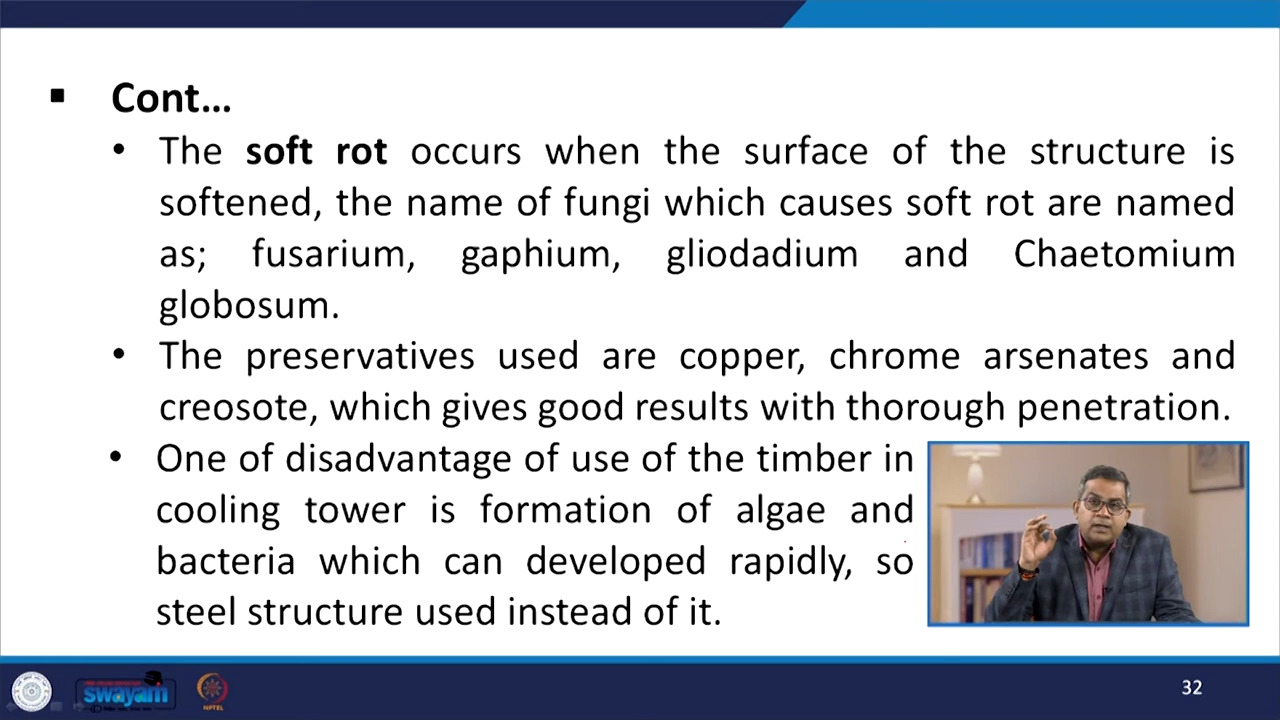 Cont...
The soft rot occurs when the surface of the structure is
softened, the name of fungi which causes soft rot are named
as; fusarium, gaphium, gliodadium and Chaetomium
globosum.
The preservatives used are copper, chrome arsenates and
creosote, which gives good results with thorough penetration.
One of disadvantage of use of the timber in
cooling tower is formation of algae and
bacteria which can developed rapidly, so
steel structure used instead of it.
swayam
NPTEL
32